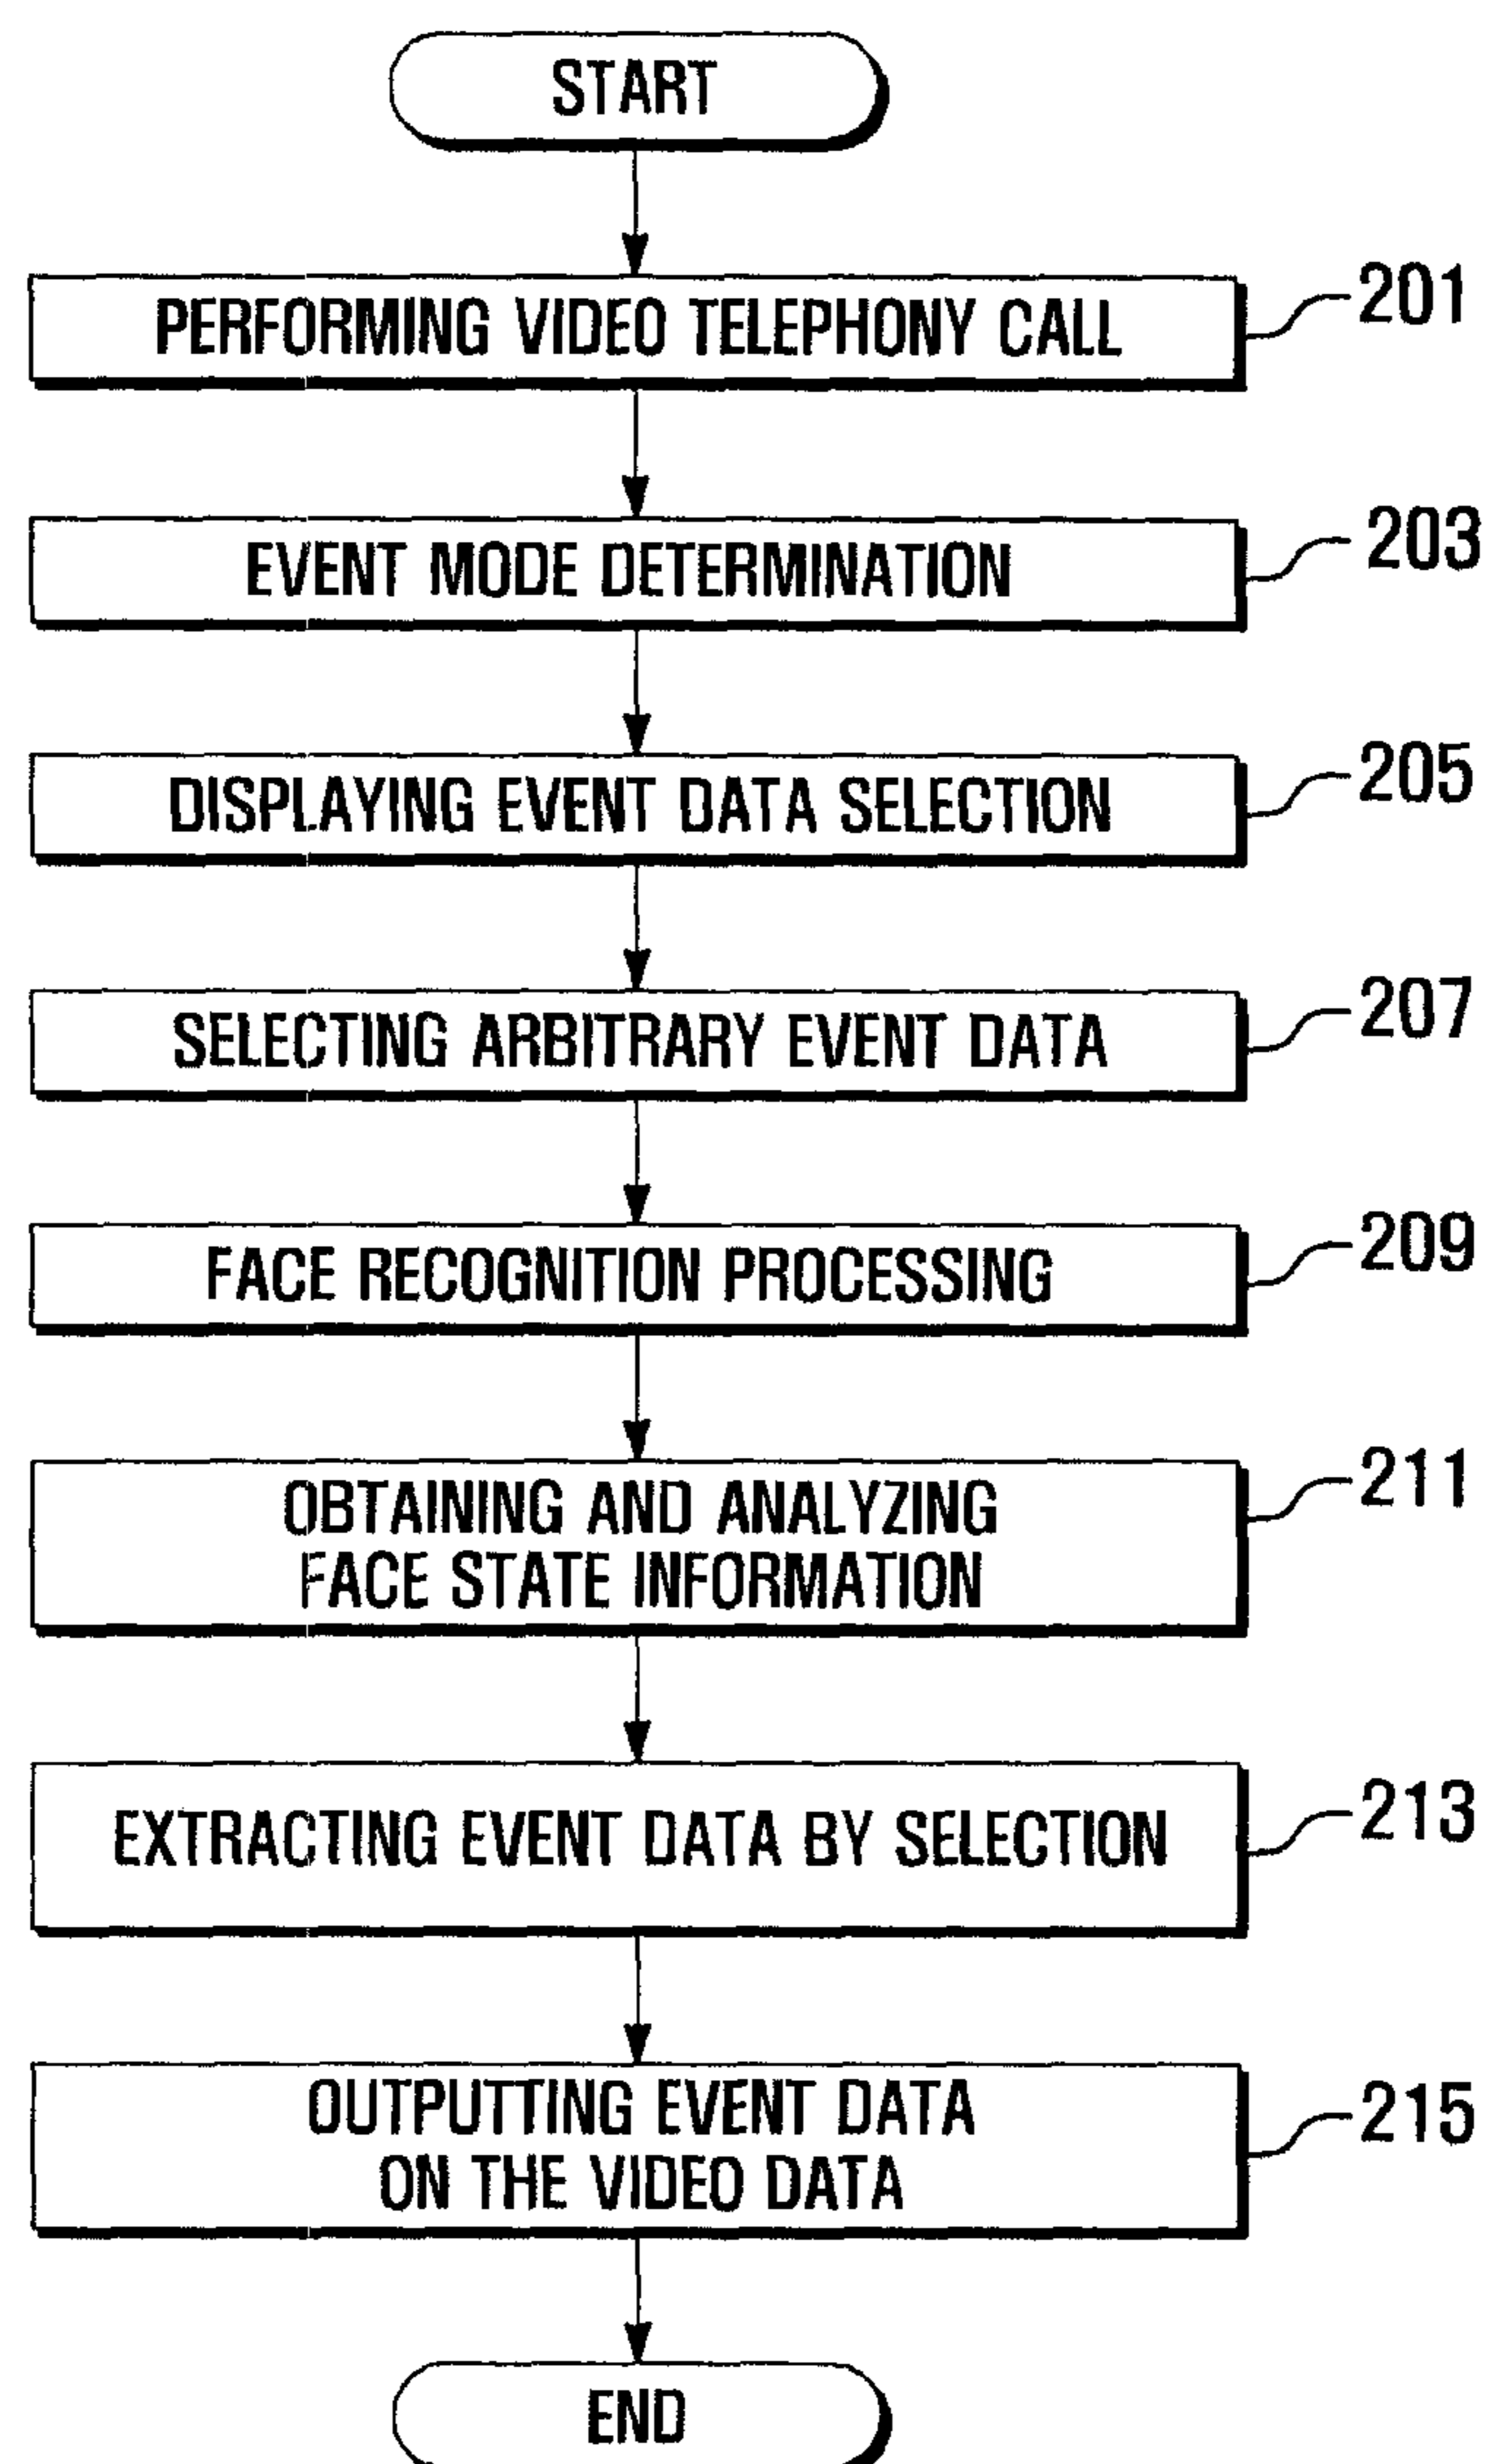 START
PERFORMING VIDEO TELEPHONY CALL
201
EVENT MODE DETERMINATION
203
DISPLAYING EVENT DATA SELECTION
205
SELECTING ARBITRARY EVENT DATA
207
FACE RECOGNITION PROCESSING
209
OBTAINING AND ANALYZING
FACE STATE INFORMATION
211
EXTRACTING EVENT DATA BY SELECTION
213
OUTPUTTING EVENT DATA
ON THE VIDEO DATA
215
END